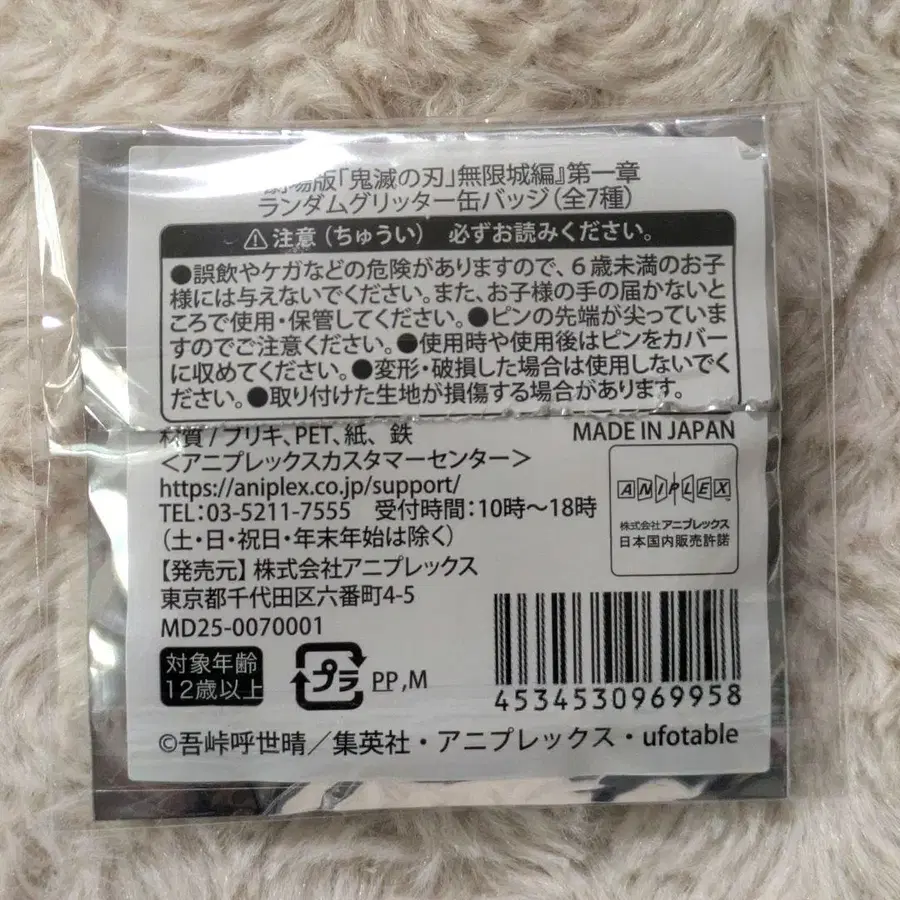 劇場版「鬼滅の刃」無限城編』第一章
ランダムグリッター缶バッジ(全7種)
⚠注意(ちゅうい) 必ずお読みください。
●誤飲やケガなどの危険がありますので、6歳未満のお子
様には与えないでください。また、お子様の手の届かないと
ころで使用・保管してください。●ピンの先端が尖っていま
すのでご注意ください。●使用時や使用後はピンをカバー
に収めてください。●変形・破損した場合は使用しないでく
ださい。●取り付けた生地が損傷する場合があります。
材質/ブリキ、PET、紙、鉄
MADE IN JAPAN
<アニプレックスカスタマーセンター>
https://aniplex.co.jp/support/
TEL:03-5211-7555 受付時間:10時~18時
(土・日・祝日・年末年始は除く)
【発売元】株式会社アニプレックス
東京都千代田区六番町4-5
MD25-0070001
ANIPLEX
株式会社アニプレックス
日本国内販売許諾
対象年齢
12歳以上
プラ
PP,M
4534530969958
©吾峠呼世晴/集英社・アニプレックス・ufotable